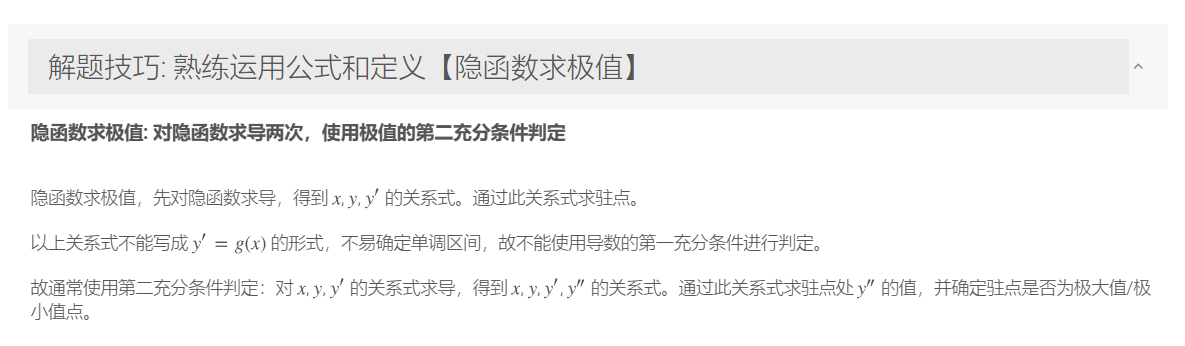 解题技巧: 熟练运用公式和定义【隐函数求极值】
隐函数求极值: 对隐函数求导两次，使用极值的第二充分条件判定
隐函数求极值，先对隐函数求导，得到 x, y, y′ 的关系式。通过此关系式求驻点。
以上关系式不能写成 y′ = g(x) 的形式，不易确定单调区间，故不能使用导数的第一充分条件进行判定。
故通常使用第二充分条件判定：对 x, y, y′ 的关系式求导，得到 x, y, y′, y″ 的关系式。通过此关系式求驻点处 y″ 的值，并确定驻点是否为极大值/极
小值点。